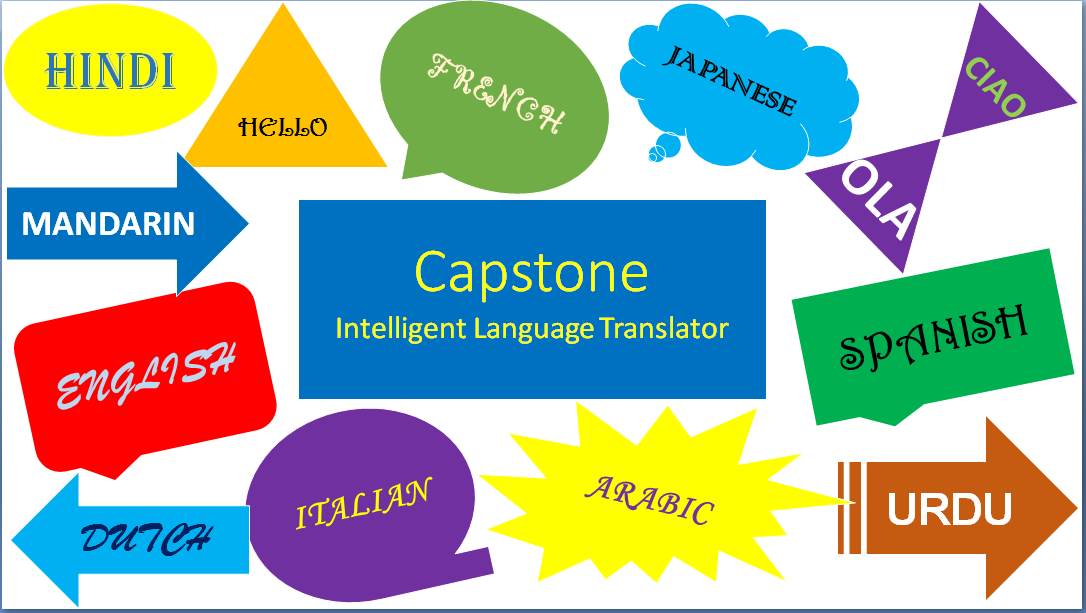 HINDI
HELLO
FRENCH
JAPANESE
CIAO
OLA
MANDARIN
Capstone
Intelligent Language Translator
ENGLISH
SPANISH
DUTCH
ITALIAN
ARABIC
URDU